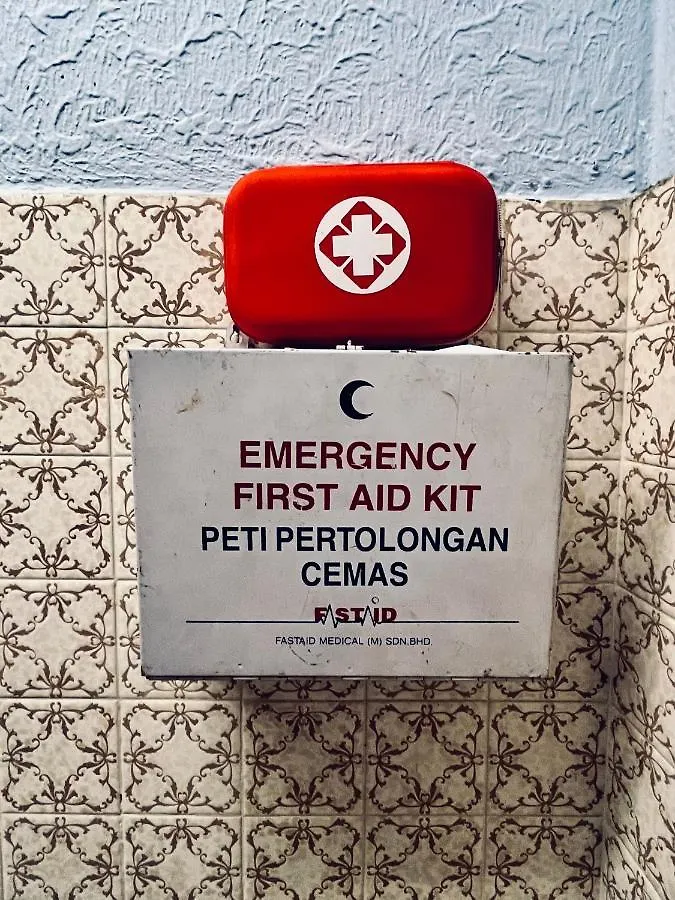 EMERGENCY
FIRST AID KIT
PETI PERTOLONGAN
CEMAS
FASTAID
FASTAID MEDICAL (M) SDN.BHD.